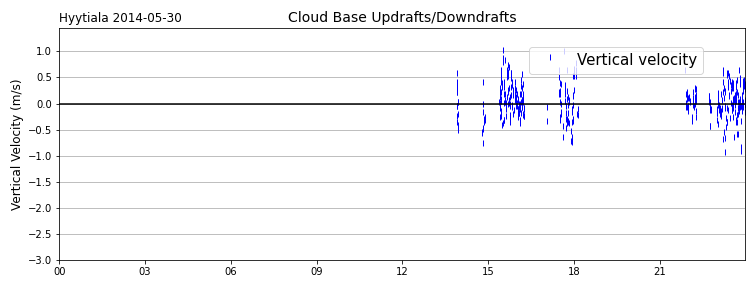 Hyytiala 2014-05-30
Cloud Base Updrafts/Downdrafts
Vertical Velocity (m/s)
1.0
0.5
0.0
−0.5
−1.0
−1.5
−2.0
−2.5
−3.0
Vertical velocity
00 03 06 09 12 15 18 21